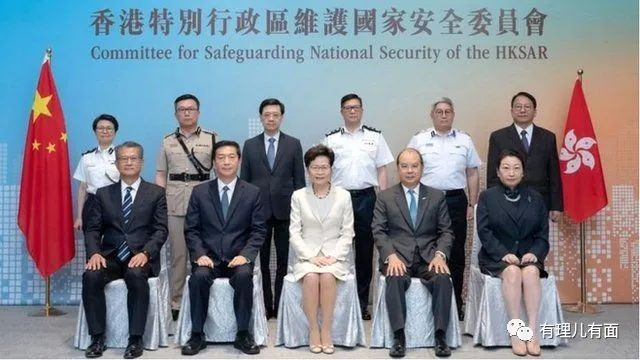 香港特別行政區維護國家安全委員會
Committee for Safeguarding National Security of the HKSAR
有理儿有面